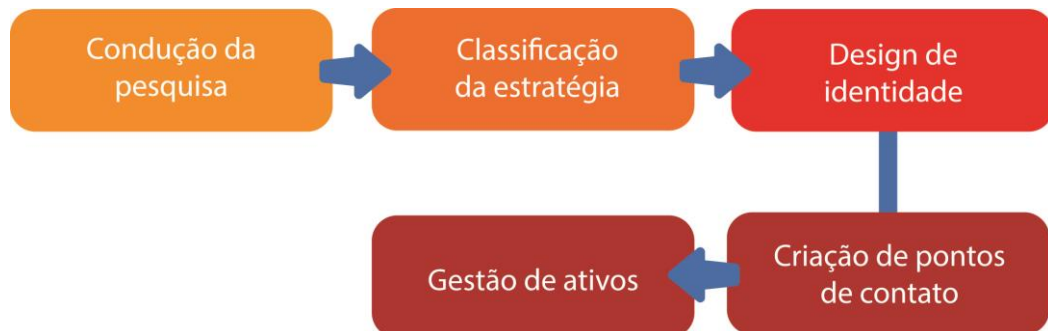 Condução da
pesquisa
Classificação
da estratégia
Design de
identidade
Criação de pontos
de contato
Gestão de ativos